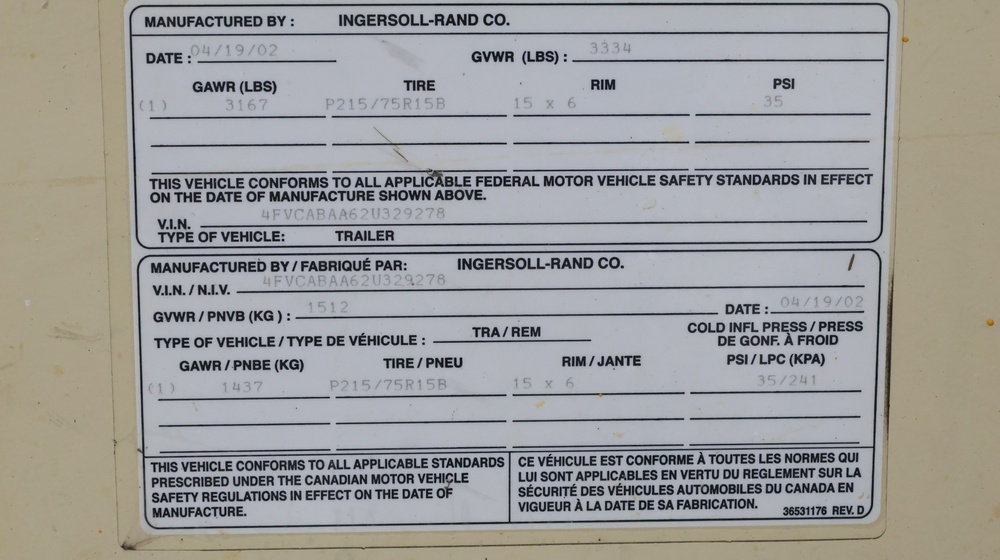 MANUFACTURED BY : INGERSOLL-RAND CO.
DATE : 04/19/02 GVWR (LBS) : 3334
GAWR (LBS) TIRE RIM PSI
(1) 3167 P215/75R15B 15 x 6 35
THIS VEHICLE CONFORMS TO ALL APPLICABLE FEDERAL MOTOR VEHICLE SAFETY STANDARDS IN EFFECT
ON THE DATE OF MANUFACTURE SHOWN ABOVE.
V.I.N. 4FVCABAA62U329278
TYPE OF VEHICLE: TRAILER
MANUFACTURED BY / FABRIQUÉ PAR: INGERSOLL-RAND CO.
V.I.N. / N.I.V. 4FVCABAA62U329278
GVWR / PNVB (KG ) : 1512 DATE : 04/19/02
TYPE OF VEHICLE / TYPE DE VÉHICULE : TRA / REM COLD INFL PRESS / PRESS
DE GONF. À FROID
GAWR / PNBE (KG) TIRE / PNEU RIM / JANTE PSI / LPC (KPA)
(1) 1437 P215/75R15B 15 x 6 35/241
THIS VEHICLE CONFORMS TO ALL APPLICABLE STANDARDS
PRESCRIBED UNDER THE CANADIAN MOTOR VEHICLE
SAFETY REGULATIONS IN EFFECT ON THE DATE OF
MANUFACTURE.
CE VÉHICULE EST CONFORME À TOUTES LES NORMES QUI
LUI SONT APPLICABLES EN VERTU DU REGLEMENT SUR LA
SÉCURITÉ DES VÉHICULES AUTOMOBILES DU CANADA EN
VIGUEUR À LA DATE DE SA FABRICATION.
36531176 REV. D